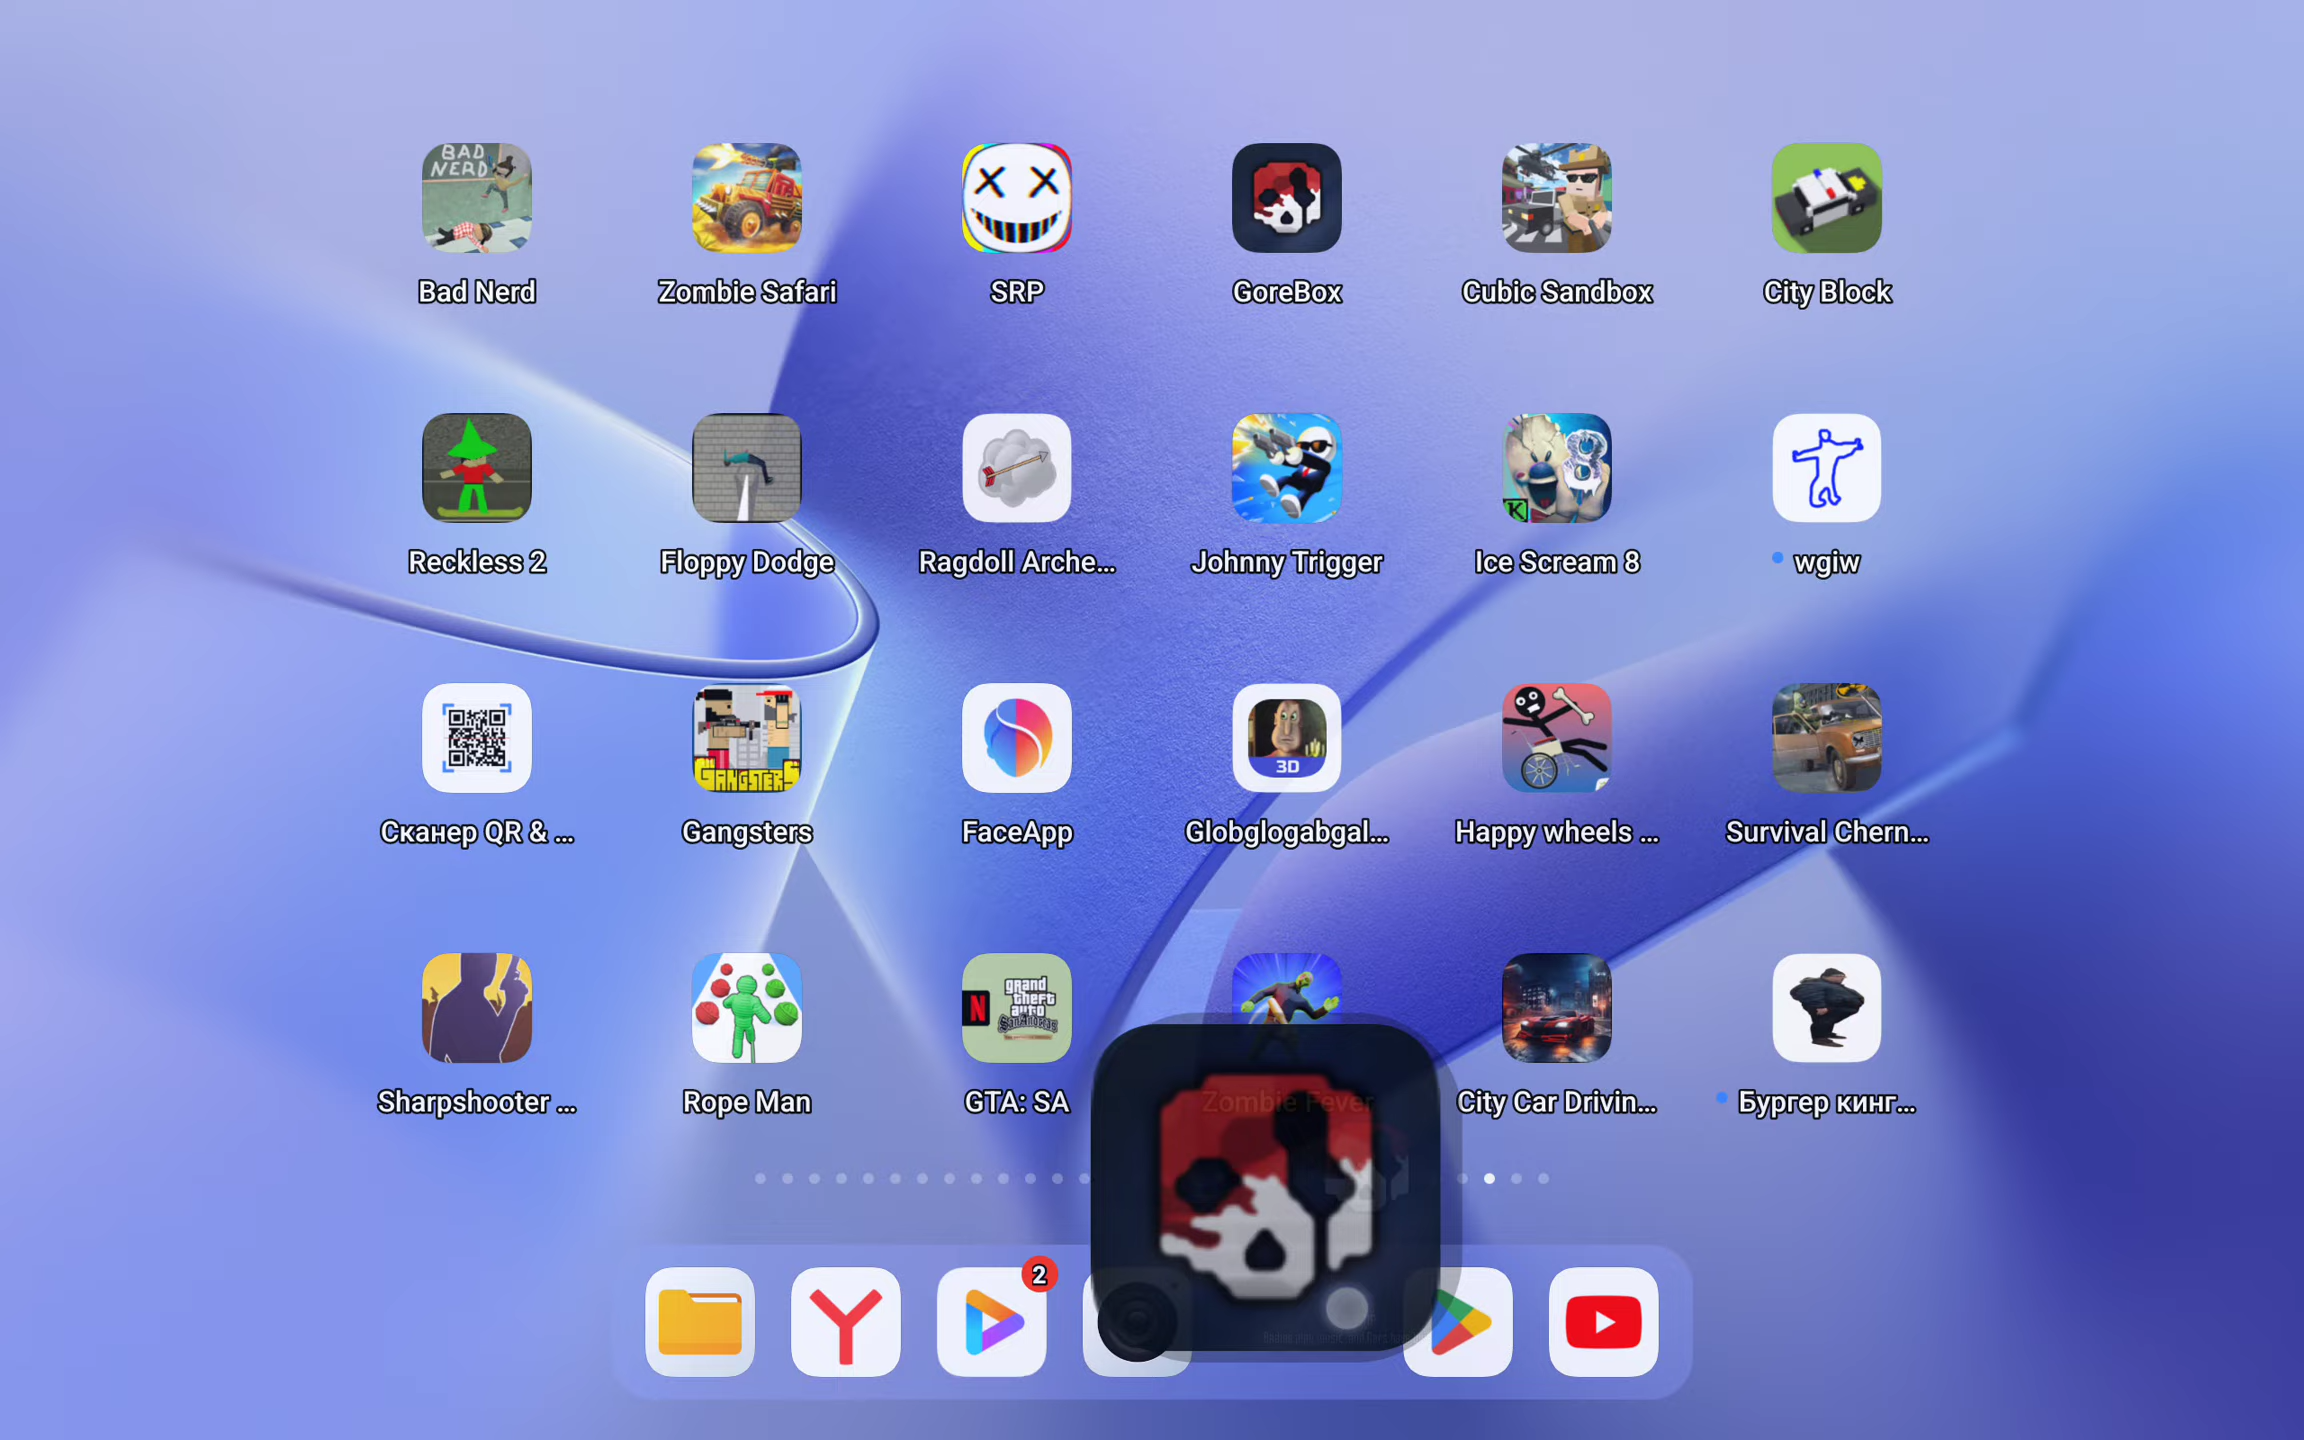 BAD
NERD
Bad Nerd
Zombie Safari
SRP
GoreBox
Cubic Sandbox
City Block
Reckless 2
Floppy Dodge
Ragdoll Arche...
Johnny Trigger
8
K
Ice Scream 8
wgiw
Сканер QR & ...
GANGSTERS
Gangsters
FaceApp
3D
Globglogabgal...
Happy wheels ...
Survival Chern...
Sharpshooter ...
Rope Man
N
grand
theft
auto
San Andreas
GTA: SA
Zombie Fever
City Car Drivin...
Бургер кинг...
2